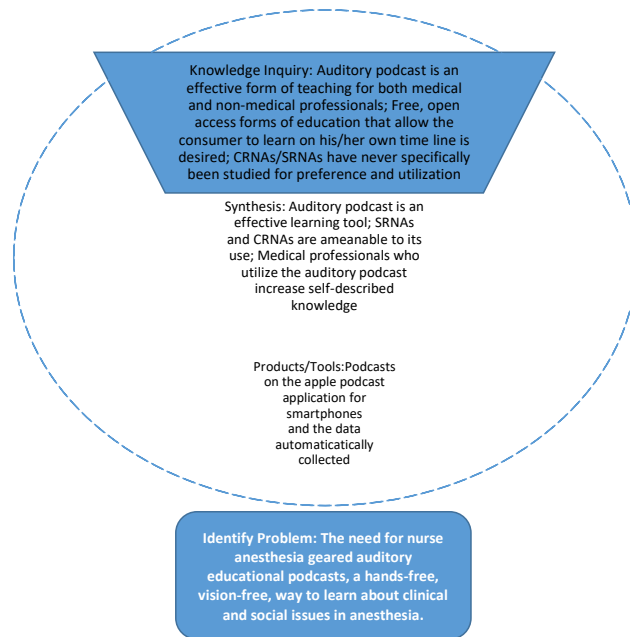 Knowledge Inquiry: Auditory podcast is an
effective form of teaching for both medical
and non-medical professionals; Free, open
access forms of education that allow the
consumer to learn on his/her own time line is
desired; CRNAs/SRNAs have never specifically
been studied for preference and utilization
Synthesis: Auditory podcast is an
effective learning tool; SRNAs
and CRNAs are ameanable to its
use; Medical professionals who
utilize the auditory podcast
increase self-described
knowledge
Products/Tools:Podcasts
on the apple podcast
application for
smartphones
and the data
automaticatically
collected
Identify Problem: The need for nurse
anesthesia geared auditory
educational podcasts, a hands-free,
vision-free, way to learn about clinical
and social issues in anesthesia.